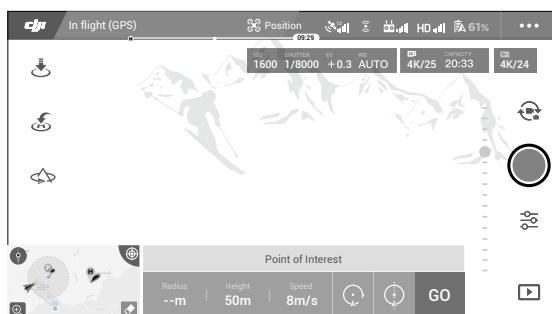 dji In flight (GPS) Position 12 HD 61%
H 09:29
ISO SHUTTER EV WB CAPACITY
1600 1/8000 +0.3 AUTO 4K/25 20:33 4K/24
H
Point of Interest
Radius Height Speed
--m 50m 8m/s GO